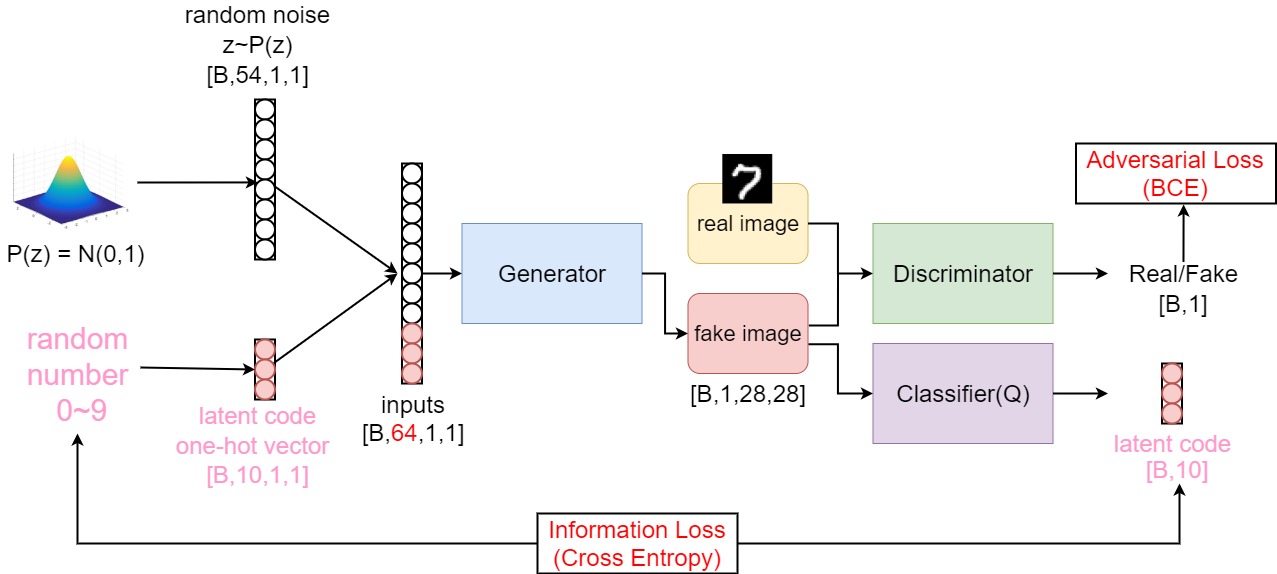 random noise
z~P(z)
[B,54,1,1]
P(z) = N(0,1)
random
number
0~9
latent code
one-hot vector
[B,10,1,1]
inputs
[B,64,1,1]
Generator
real image
fake image
[B,1,28,28]
Discriminator
Classifier(Q)
Adversarial Loss
(BCE)
Real/Fake
[B,1]
latent code
[B,10]
Information Loss
(Cross Entropy)